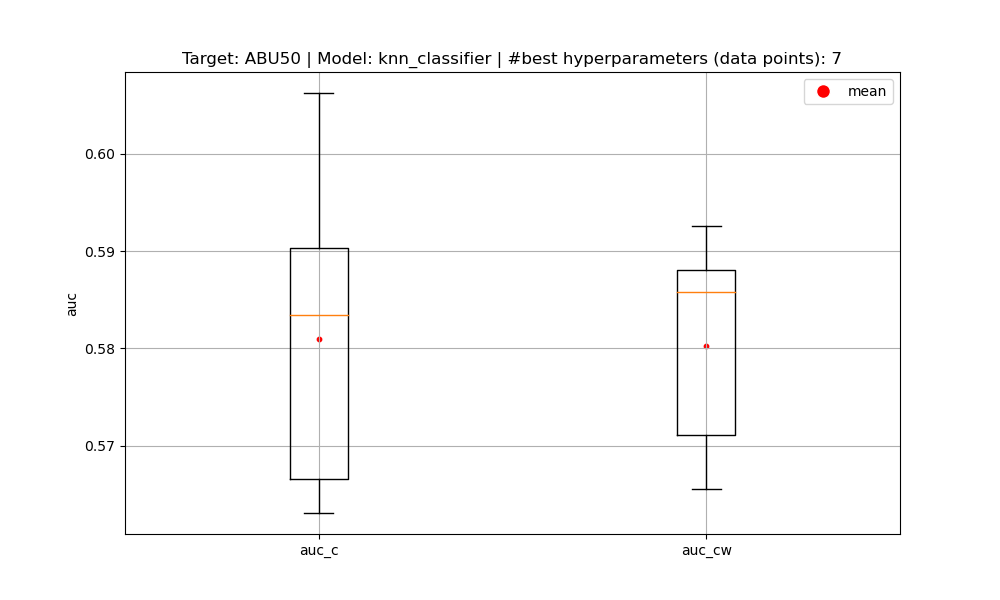 Target: ABU50 | Model: knn_classifier | #best hyperparameters (data points): 7
mean
0.60
0.59
0.58
0.57
auc
auc_c
auc_cw